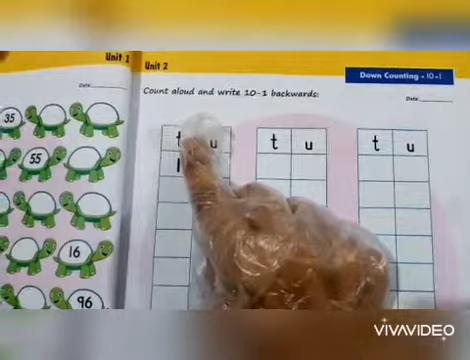 Unit 1
Unit 2
Down Counting - 10-1
Date:
Count aloud and write 10-1 backwards:
Date:
35
55
16
96
t u
t u
t u
1
VIVAVIDEO